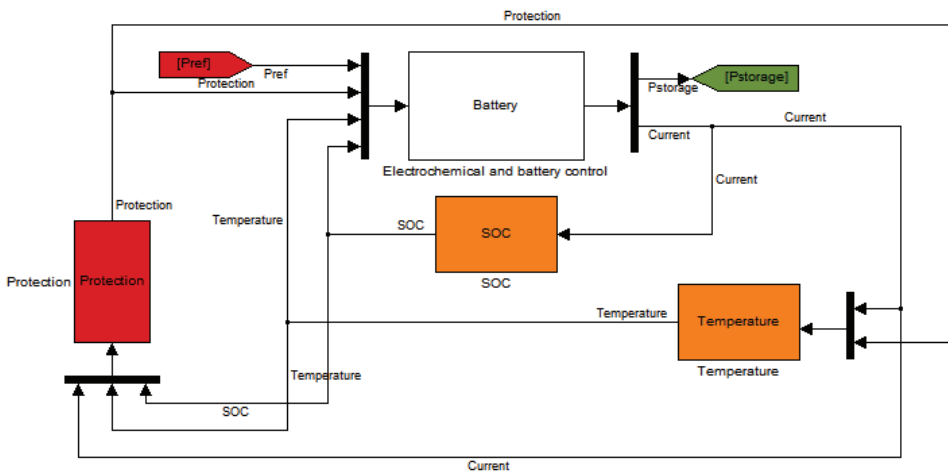 Protection
[Pref]
Pref
Protection
Battery
[Pstorage]
Pstorage
Current
Current
Electrochemical and battery control
Current
Protection
Temperature
SOC
SOC
SOC
Protection
Protection
Temperature
Temperature
Temperature
Temperature
SOC
Current